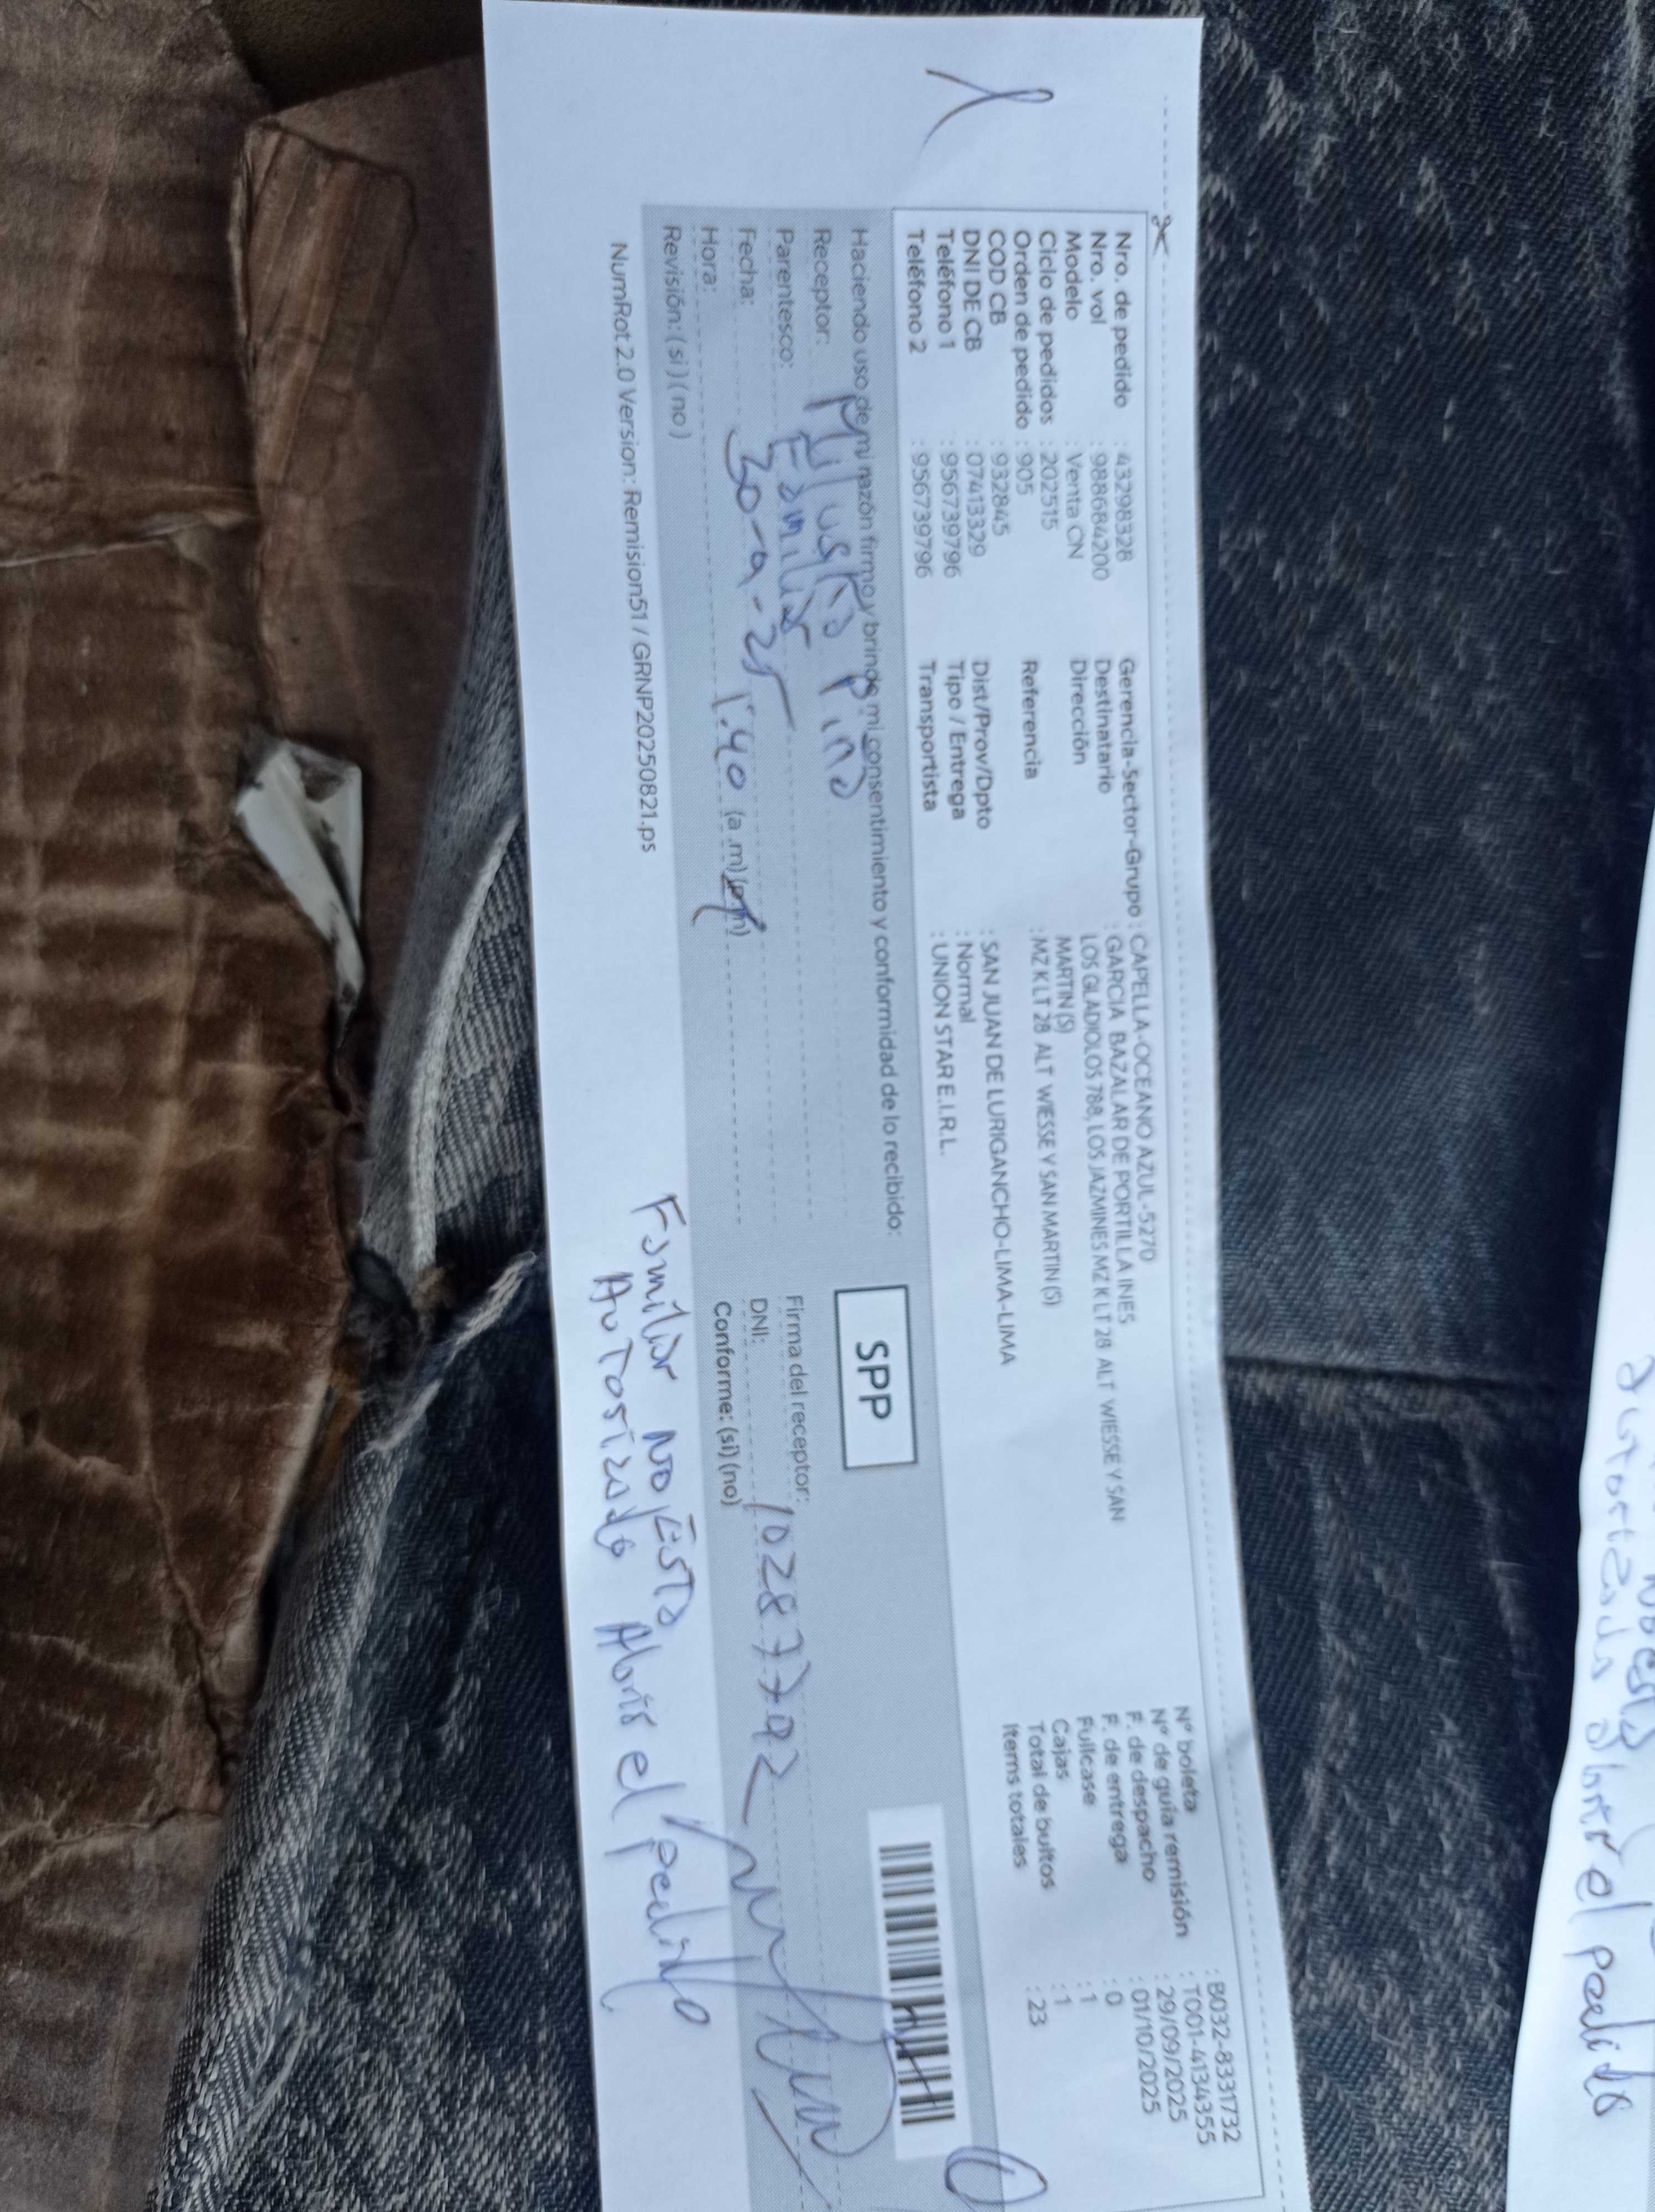 Nro. de pedido : 43298328
Nro. vol : 988684200
Modelo : Venta CN
Ciclo de pedidos : 202515
Orden de pedido : 905
COD CB : 932845
DNI DE CB : 07413329
Teléfono 1 : 956739796
Teléfono 2 : 956739796
Gerencia-Sector-Grupo : CAPELLA-OCEANO AZUL-5270
Destinatario : GARCIA BAZALAR DE PORTILLA INES
Dirección LOS GLADIOLOS 788, LOS JAZMINES MZ K LT 28 ALT WIESSE Y SAN
MARTIN (S)
Referencia : MZ K LT 28 ALT WIESSE Y SAN MARTIN (S)
Dist/Prov/Dpto : SAN JUAN DE LURIGANCHO-LIMA-LIMA
Tipo / Entrega : Normal
Transportista : UNION STAR E.I.R.L.
N° boleta : B032-8331732
N° de guía remisión : T001-4134355
F. de despacho : 29/09/2025
F. de entrega : 01/10/2025
Fullcase : 0
Cajas : 1
Total de bultos : 1
Items totales : 23
Haciendo uso de mi razón firmo y brindo mi consentimiento y conformidad de lo recibido:
Receptor: Pino
Parentesco: Familiar
Fecha: 30-9-25
Hora: 1:40 (a.m) (p.m)
Revisión: (si) (no)
SPP
Firma del receptor:
DNI: 10287792
Conforme: (si) (no)
Familiar no Esta
Autorizado Abrir el pedido
NumRot 2.0 Version: Remision51 / GRNP20250821.ps
autorizado abrir el pedido